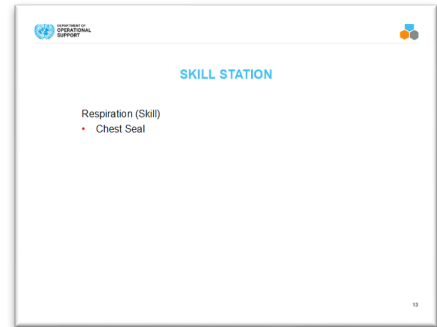 DEPARTMENT OF
OPERATIONAL
SUPPORT
SKILL STATION
Respiration (Skill)
• Chest Seal
13